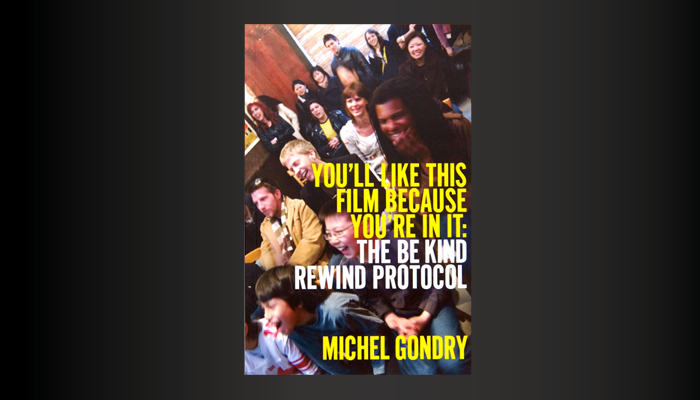 YOU'LL LIKE THIS
FILM BECAUSE
YOU'RE IN IT:
THE BE KIND
REWIND PROTOCOL
MICHEL GONDRY